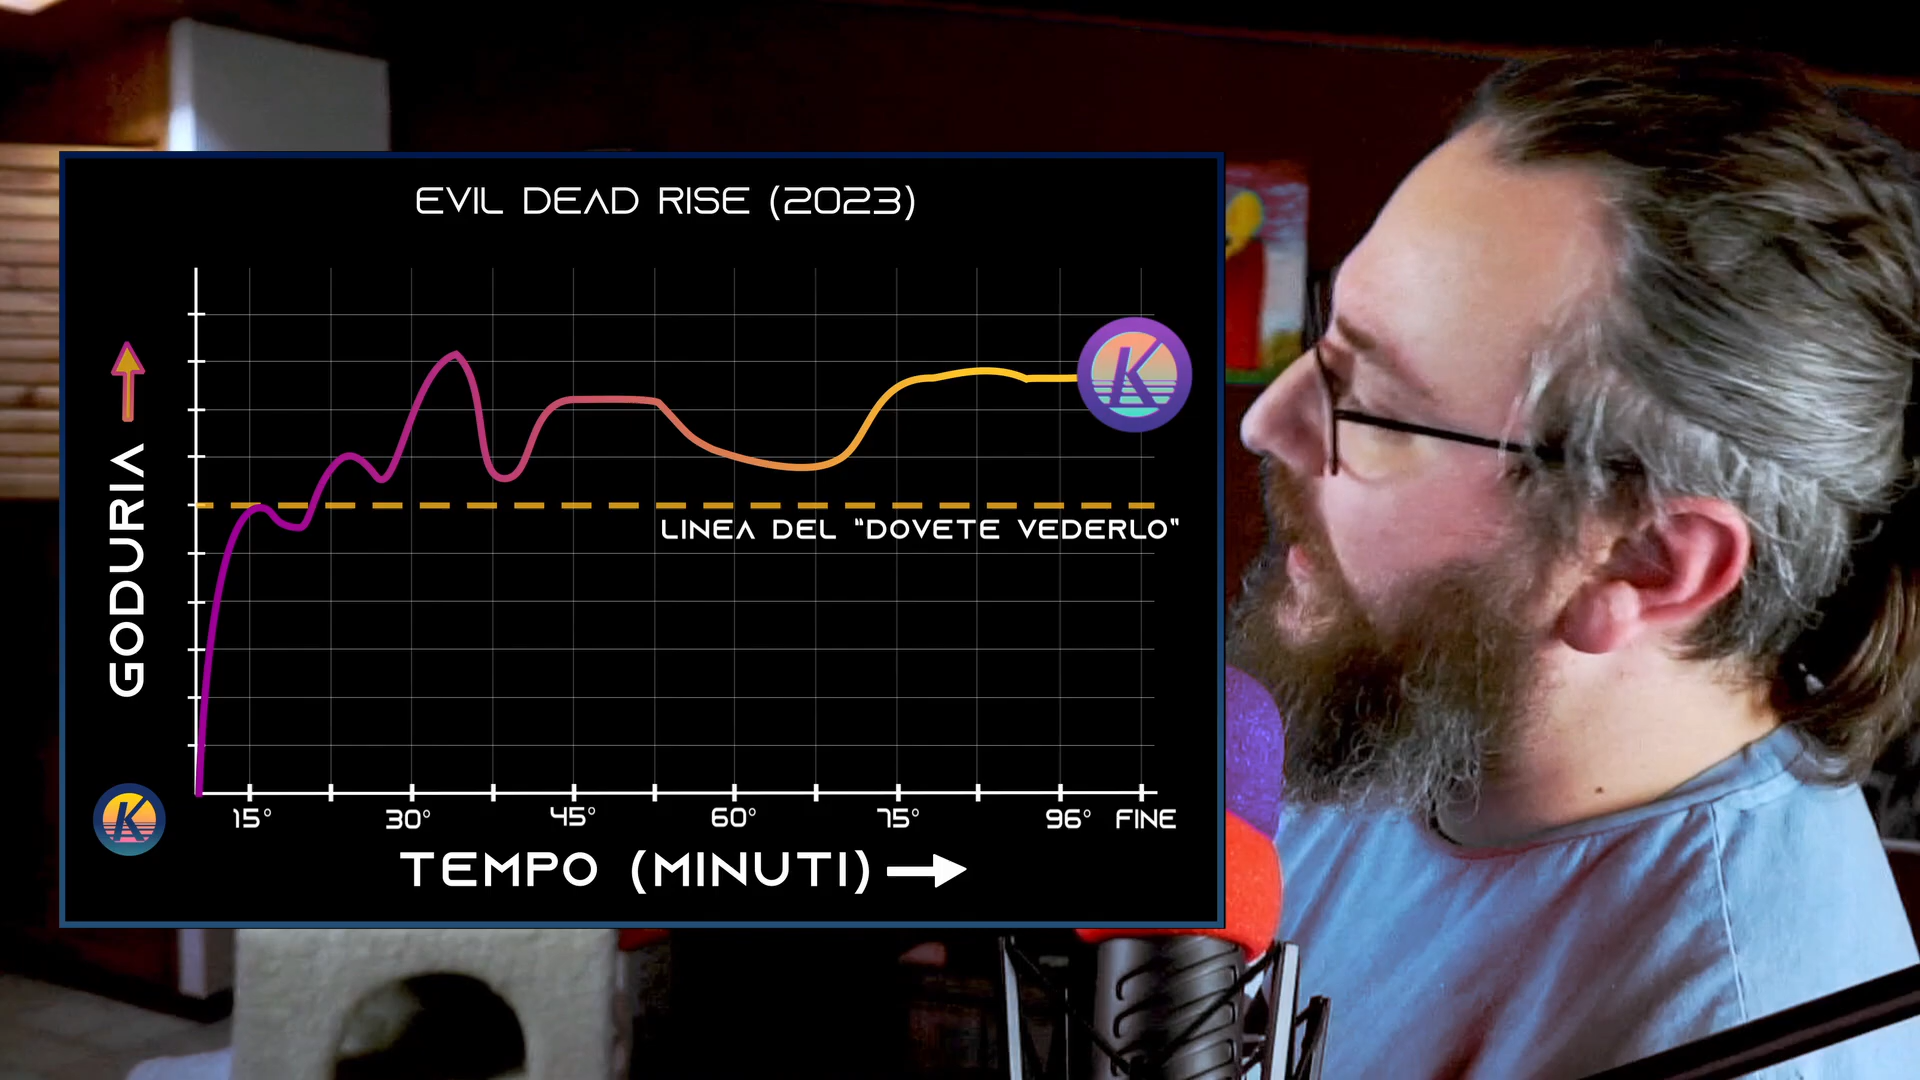 EVIL DEAD RISE (2023)
GODURIA
LINEA DEL "DOVETE VEDERLO"
15° 30° 45° 60° 75° 96° FINE
K
K
TEMPO (MINUTI)